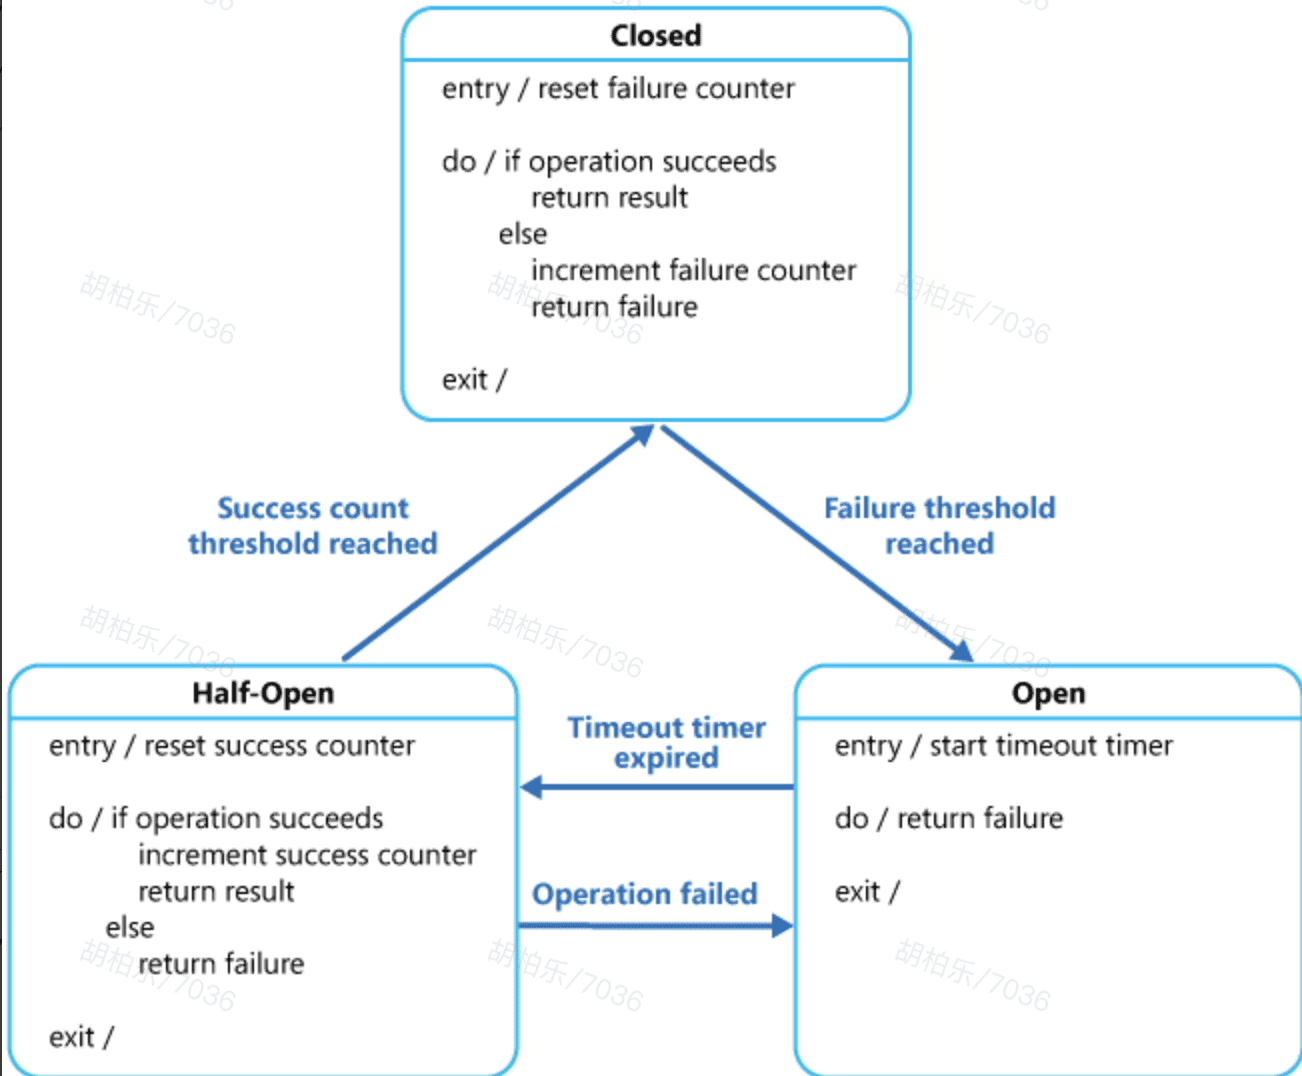 Closed
entry / reset failure counter
do / if operation succeeds
return result
else
increment failure counter
return failure
exit /
Success count
threshold reached
Failure threshold
reached
Half-Open
entry / reset success counter
do / if operation succeeds
increment success counter
return result
else
return failure
exit /
Timeout timer
expired
Operation failed
Open
entry / start timeout timer
do / return failure
exit /
胡柏乐/7036
胡柏乐/7036
胡柏乐/7036
胡柏乐/7036
胡柏乐/7036
胡柏乐/7036
胡柏乐/7036
胡柏乐/7036
胡柏乐/7036